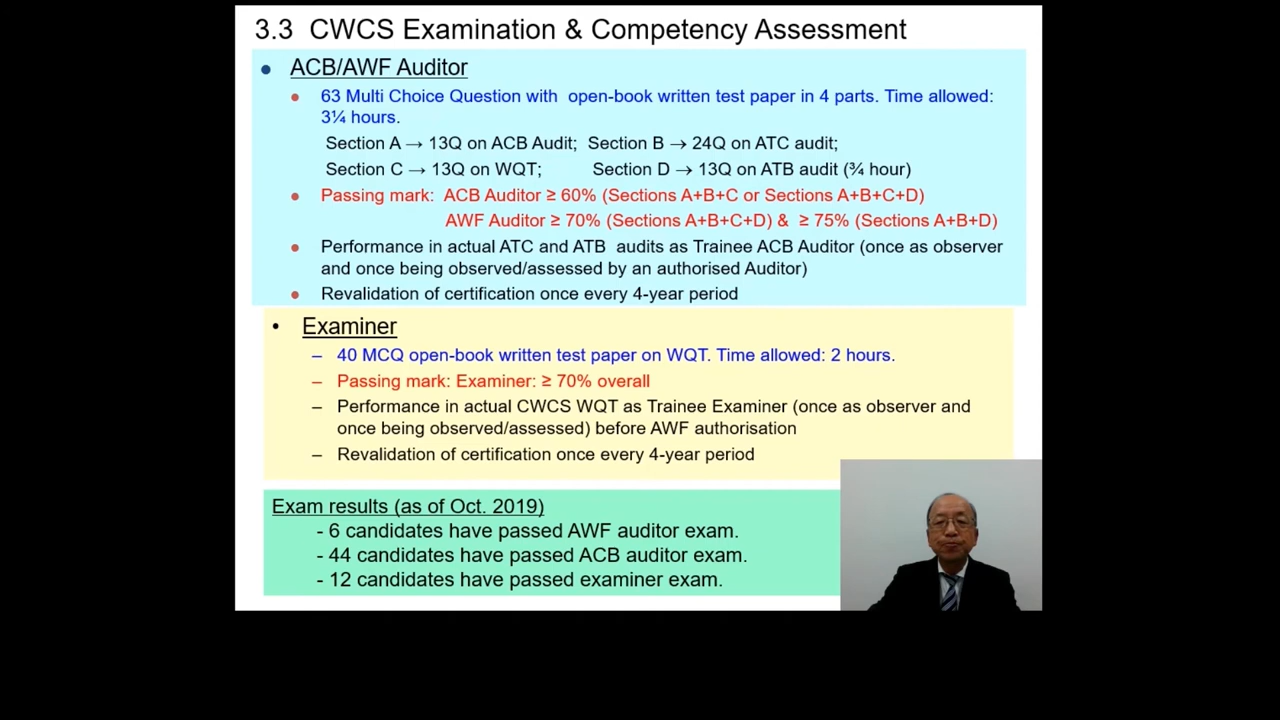 3.3 CWCS Examination & Competency Assessment
• ACB/AWF Auditor
• 63 Multi Choice Question with open-book written test paper in 4 parts. Time allowed:
3¼ hours.
Section A → 13Q on ACB Audit; Section B → 24Q on ATC audit;
Section C → 13Q on WQT; Section D → 13Q on ATB audit (¾ hour)
• Passing mark: ACB Auditor ≥ 60% (Sections A+B+C or Sections A+B+C+D)
AWF Auditor ≥ 70% (Sections A+B+C+D) & ≥ 75% (Sections A+B+D)
• Performance in actual ATC and ATB audits as Trainee ACB Auditor (once as observer
and once being observed/assessed by an authorised Auditor)
• Revalidation of certification once every 4-year period
• Examiner
– 40 MCQ open-book written test paper on WQT. Time allowed: 2 hours.
– Passing mark: Examiner: ≥ 70% overall
– Performance in actual CWCS WQT as Trainee Examiner (once as observer and
once being observed/assessed) before AWF authorisation
– Revalidation of certification once every 4-year period
Exam results (as of Oct. 2019)
- 6 candidates have passed AWF auditor exam.
- 44 candidates have passed ACB auditor exam.
- 12 candidates have passed examiner exam.